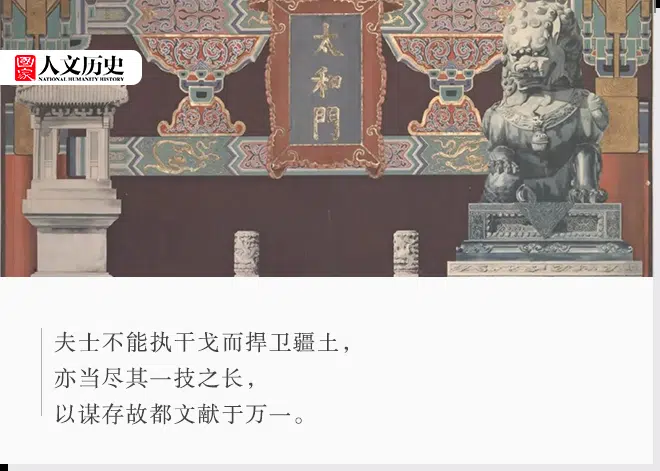 國家
人文历史
NATIONAL HUMANITY HISTORY
太和門
夫士不能执干戈而捍卫疆土，
亦当尽其一技之长，
以谋存故都文献于万一。